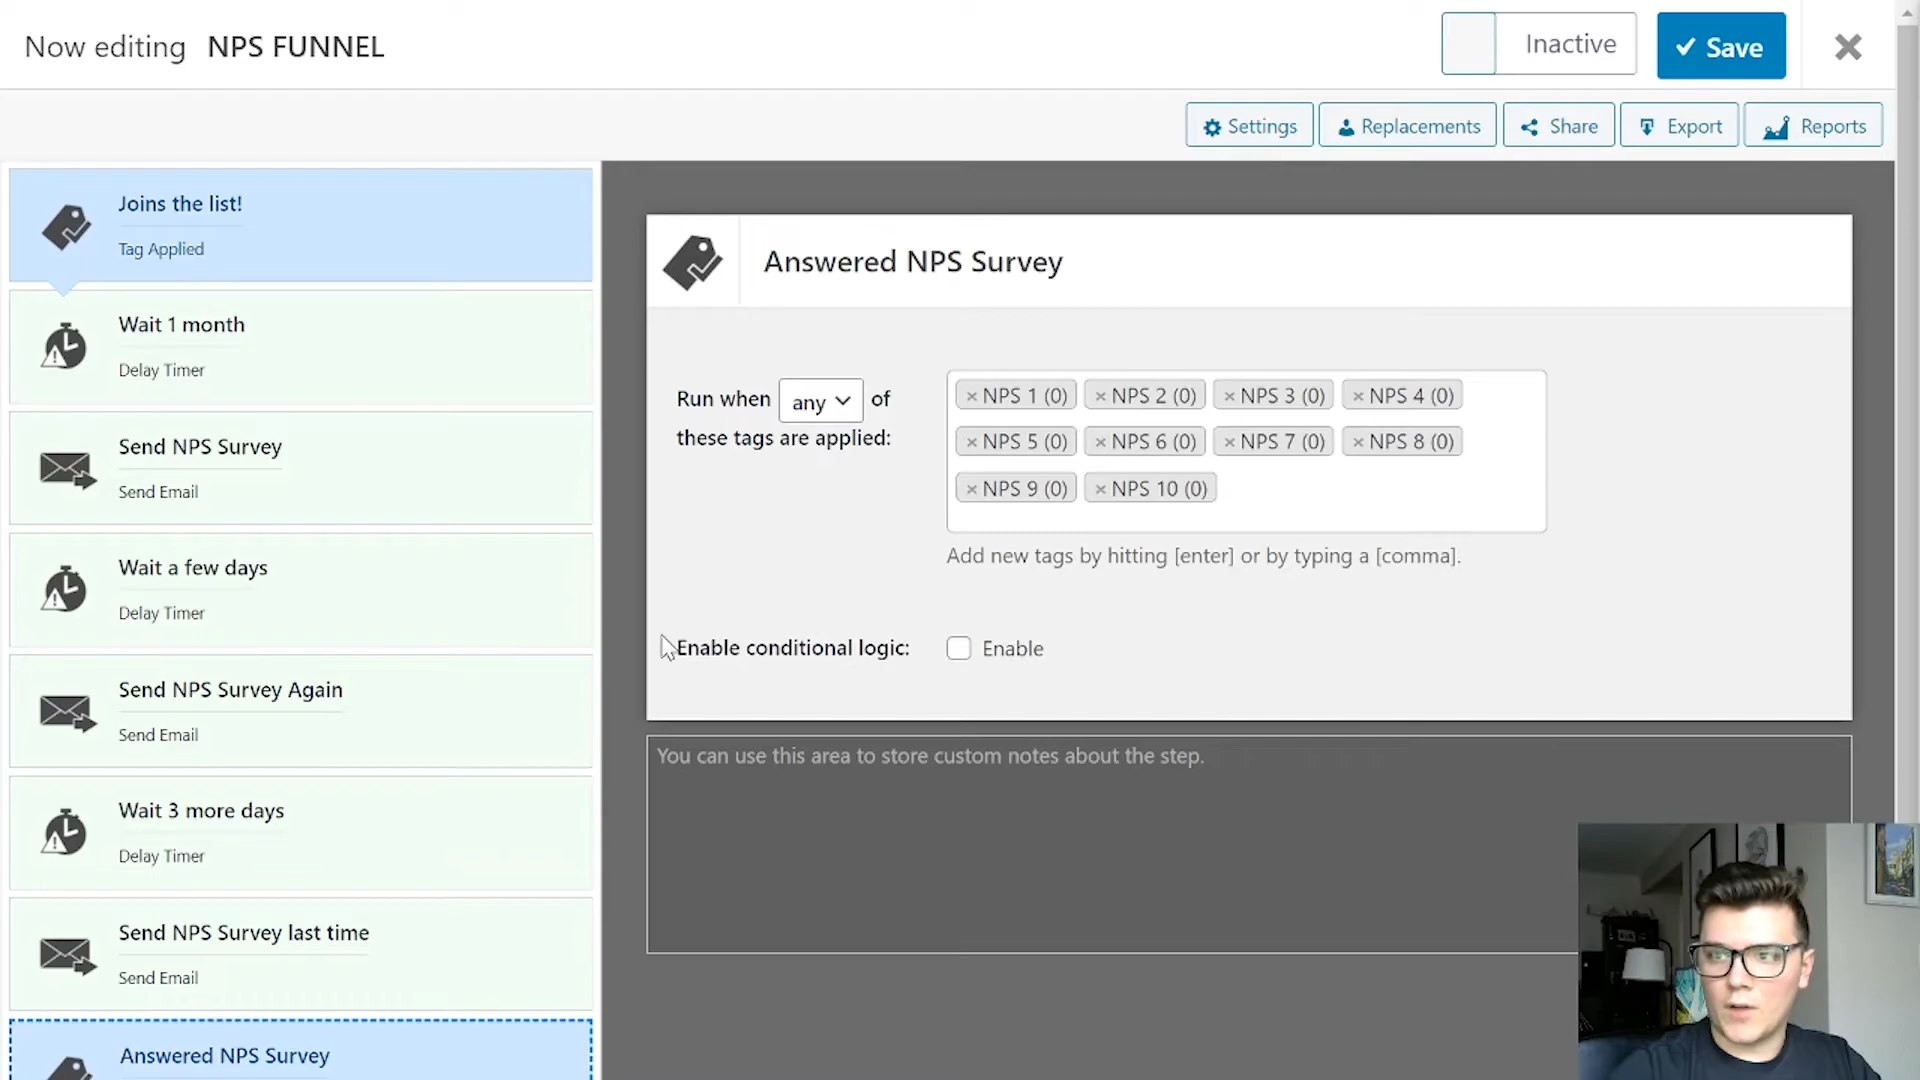 Now editing NPS FUNNEL
Inactive
Save
Settings
Replacements
Share
Export
Reports
Joins the list!
Tag Applied
Wait 1 month
Delay Timer
Send NPS Survey
Send Email
Wait a few days
Delay Timer
Send NPS Survey Again
Send Email
Wait 3 more days
Delay Timer
Send NPS Survey last time
Send Email
Answered NPS Survey
Answered NPS Survey
Run when any of
these tags are applied:
× NPS 1 (0) × NPS 2 (0) × NPS 3 (0) × NPS 4 (0)
× NPS 5 (0) × NPS 6 (0) × NPS 7 (0) × NPS 8 (0)
× NPS 9 (0) × NPS 10 (0)
Add new tags by hitting [enter] or by typing a [comma].
Enable conditional logic: Enable
You can use this area to store custom notes about the step.